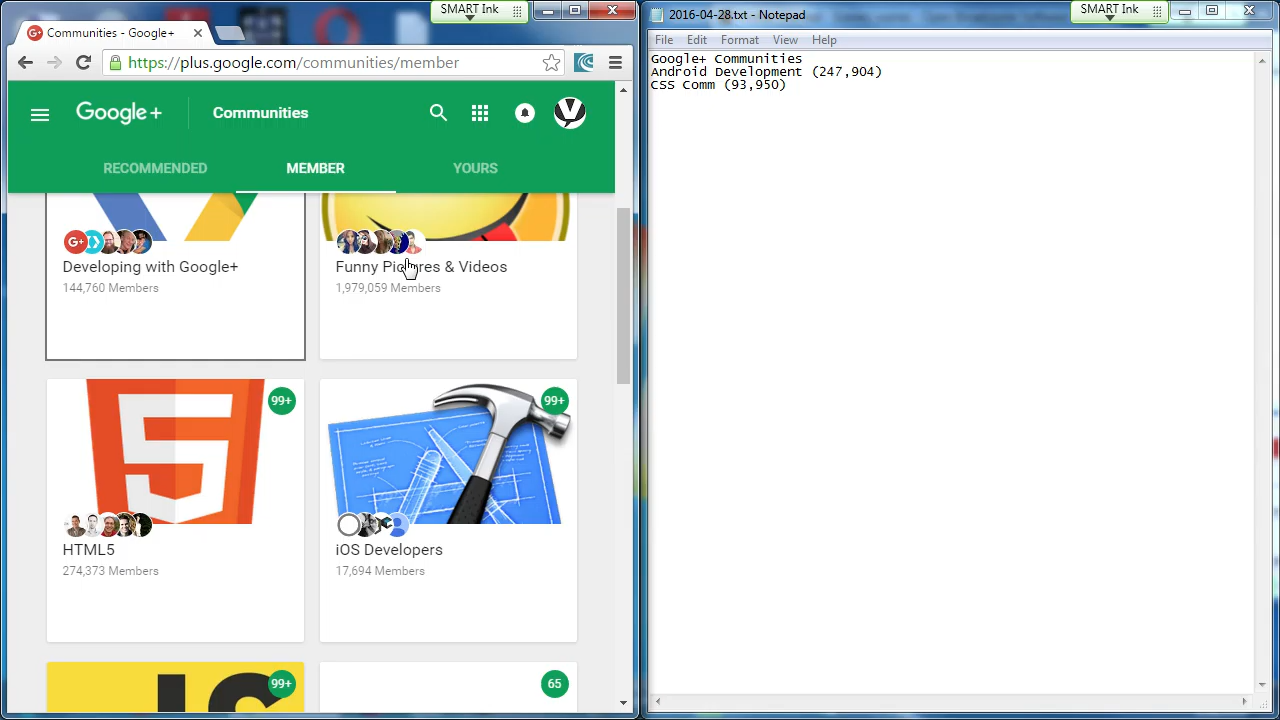 SMART Ink
Communities - Google+
https://plus.google.com/communities/member
Google+
Communities
RECOMMENDED
MEMBER
YOURS
Developing with Google+
144,760 Members
Funny Pictures & Videos
1,979,059 Members
99+
HTML5
274,373 Members
99+
iOS Developers
17,694 Members
99+
65
SMART Ink
2016-04-28.txt - Notepad
File Edit Format View Help
Google+ Communities
Android Development (247,904)
CSS Comm (93,950)